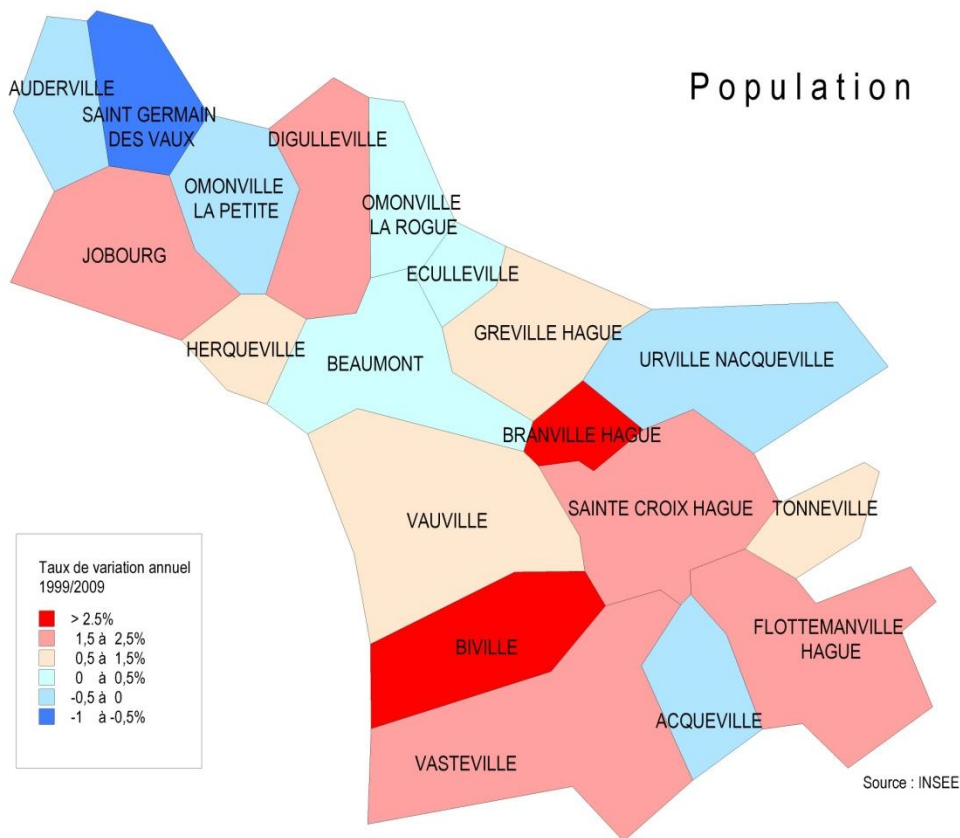 Population
AUDERVILLE
SAINT GERMAIN
DES VAUX
DIGULLEVILLE
OMONVILLE
LA PETITE
OMONVILLE
LA ROGUE
JOBOURG
ECULLEVILLE
GREVILLE HAGUE
HERQUEVILLE
BEAUMONT
URVILLE NACQUEVILLE
BRANVILLE HAGUE
VAUVILLE
SAINTE CROIX HAGUE
TONNEVILLE
BIVILLE
FLOTTEMANVILLE
HAGUE
ACQUEVILLE
VASTEVILLE
Taux de variation annuel
1999/2009
> 2.5%
1,5 à 2,5%
0,5 à 1,5%
0 à 0,5%
-0,5 à 0
-1 à -0,5%
Source : INSEE